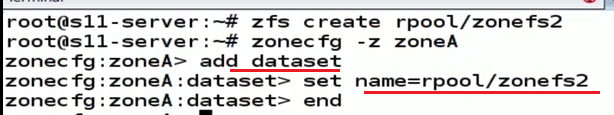 root@s11-server:~# zfs create rpool/zonefs2
root@s11-server:~# zonecfg -z zoneA
zonecfg:zoneA> add dataset
zonecfg:zoneA:dataset> set name=rpool/zonefs2
zonecfg:zoneA:dataset> end